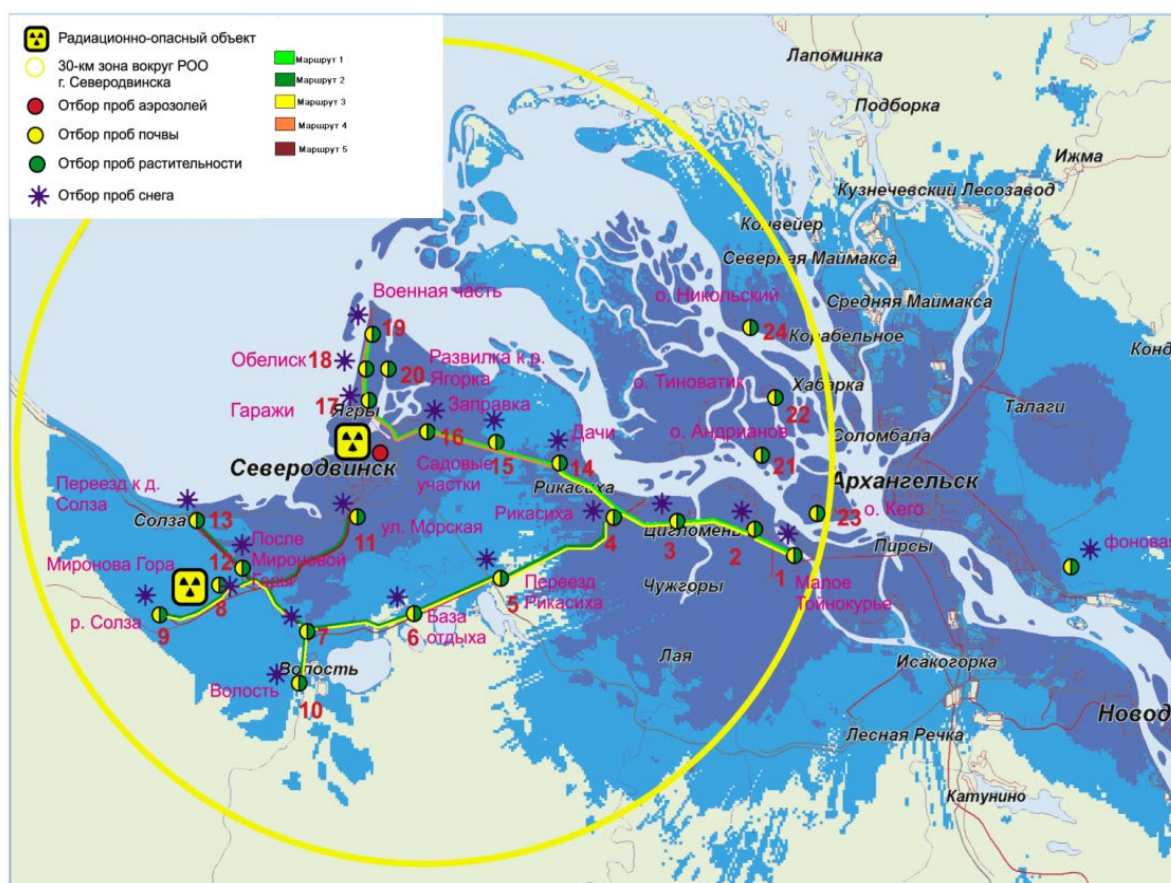 Радиационно-опасный объект
30-км зона вокруг РОО
г. Северодвинска
Отбор проб аэрозолей
Отбор проб почвы
Отбор проб растительности
Отбор проб снега
Маршрут 1
Маршрут 2
Маршрут 3
Маршрут 4
Маршрут 5
Лапоминка
Подборка
Ижма
Кузнечевский Лесозавод
Конвейер
Северная Маймакса
Военная часть
о. Никольский
Средняя Маймакса
19
24
Корабельное
Конд
Обелиск 18
Развилка к р.
Ягорка
20
о. Тиноватик
Хабарка
Талаги
Гаражи
17
Ягры
Заправка
22
16
Дачи
о. Андрианов
Соломбала
15
14
21
Северодвинск
Садовые
участки
Рикасиха
Архангельск
Переезд к д.
Солза
Солза
13
ул. Морская
11
Рикасиха
4
3
Цигломень
2
23
о. Кего
Пирсы
фоновая
12
После
Мироновой
Горы
Миронова Гора
8
1
Малое
Тойнокурье
Чужгоры
5
Переезд
Рикасиха
9
р. Солза
7
6
База
отдыха
Лая
Исакогорка
Волость
Волость
10
Новод
Лесная Речка
Катунино